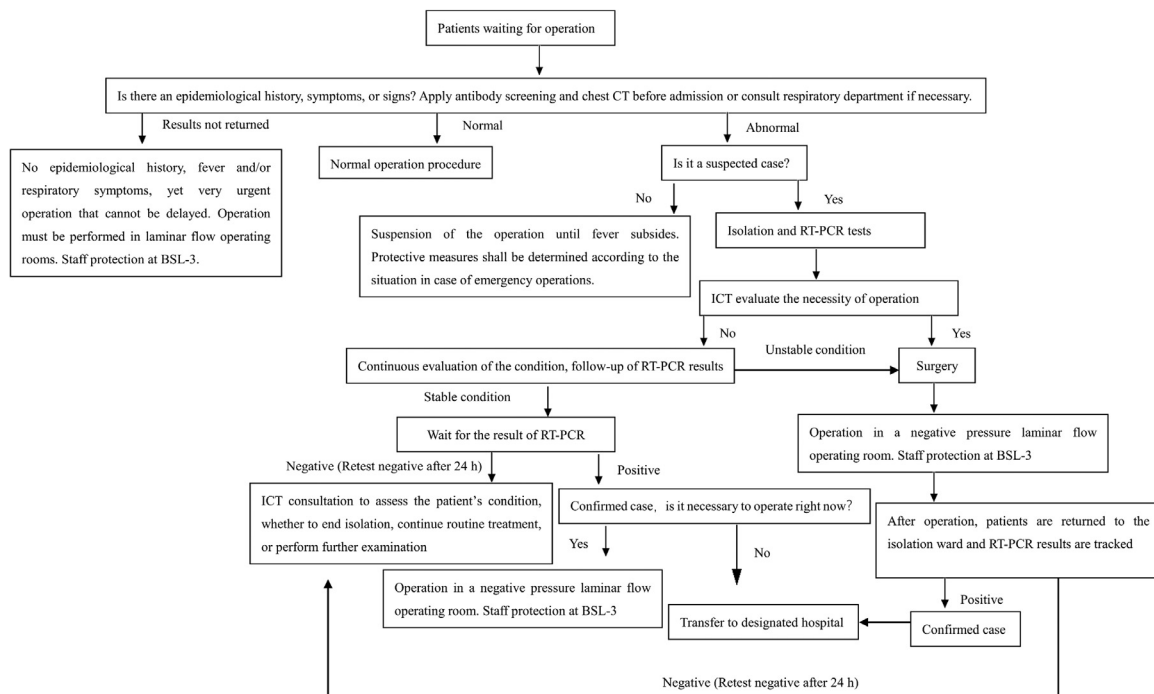 Patients waiting for operation
Is there an epidemiological history, symptoms, or signs? Apply antibody screening and chest CT before admission or consult respiratory department if necessary.
Results not returned
Normal
Abnormal
No epidemiological history, fever and/or
respiratory symptoms, yet very urgent
operation that cannot be delayed. Operation
must be performed in laminar flow operating
rooms. Staff protection at BSL-3.
Normal operation procedure
Is it a suspected case?
No
Yes
Suspension of the operation until fever subsides.
Protective measures shall be determined according to the
situation in case of emergency operations.
Isolation and RT-PCR tests
ICT evaluate the necessity of operation
No
Yes
Continuous evaluation of the condition, follow-up of RT-PCR results
Unstable condition
Surgery
Stable condition
Wait for the result of RT-PCR
Operation in a negative pressure laminar flow
operating room. Staff protection at BSL-3
Negative (Retest negative after 24 h)
Positive
ICT consultation to assess the patient's condition,
whether to end isolation, continue routine treatment,
or perform further examination
Confirmed case, is it necessary to operate right now?
After operation, patients are returned to the
isolation ward and RT-PCR results are tracked
Yes
No
Operation in a negative pressure laminar flow
operating room. Staff protection at BSL-3
Positive
Transfer to designated hospital
Confirmed case
Negative (Retest negative after 24 h)